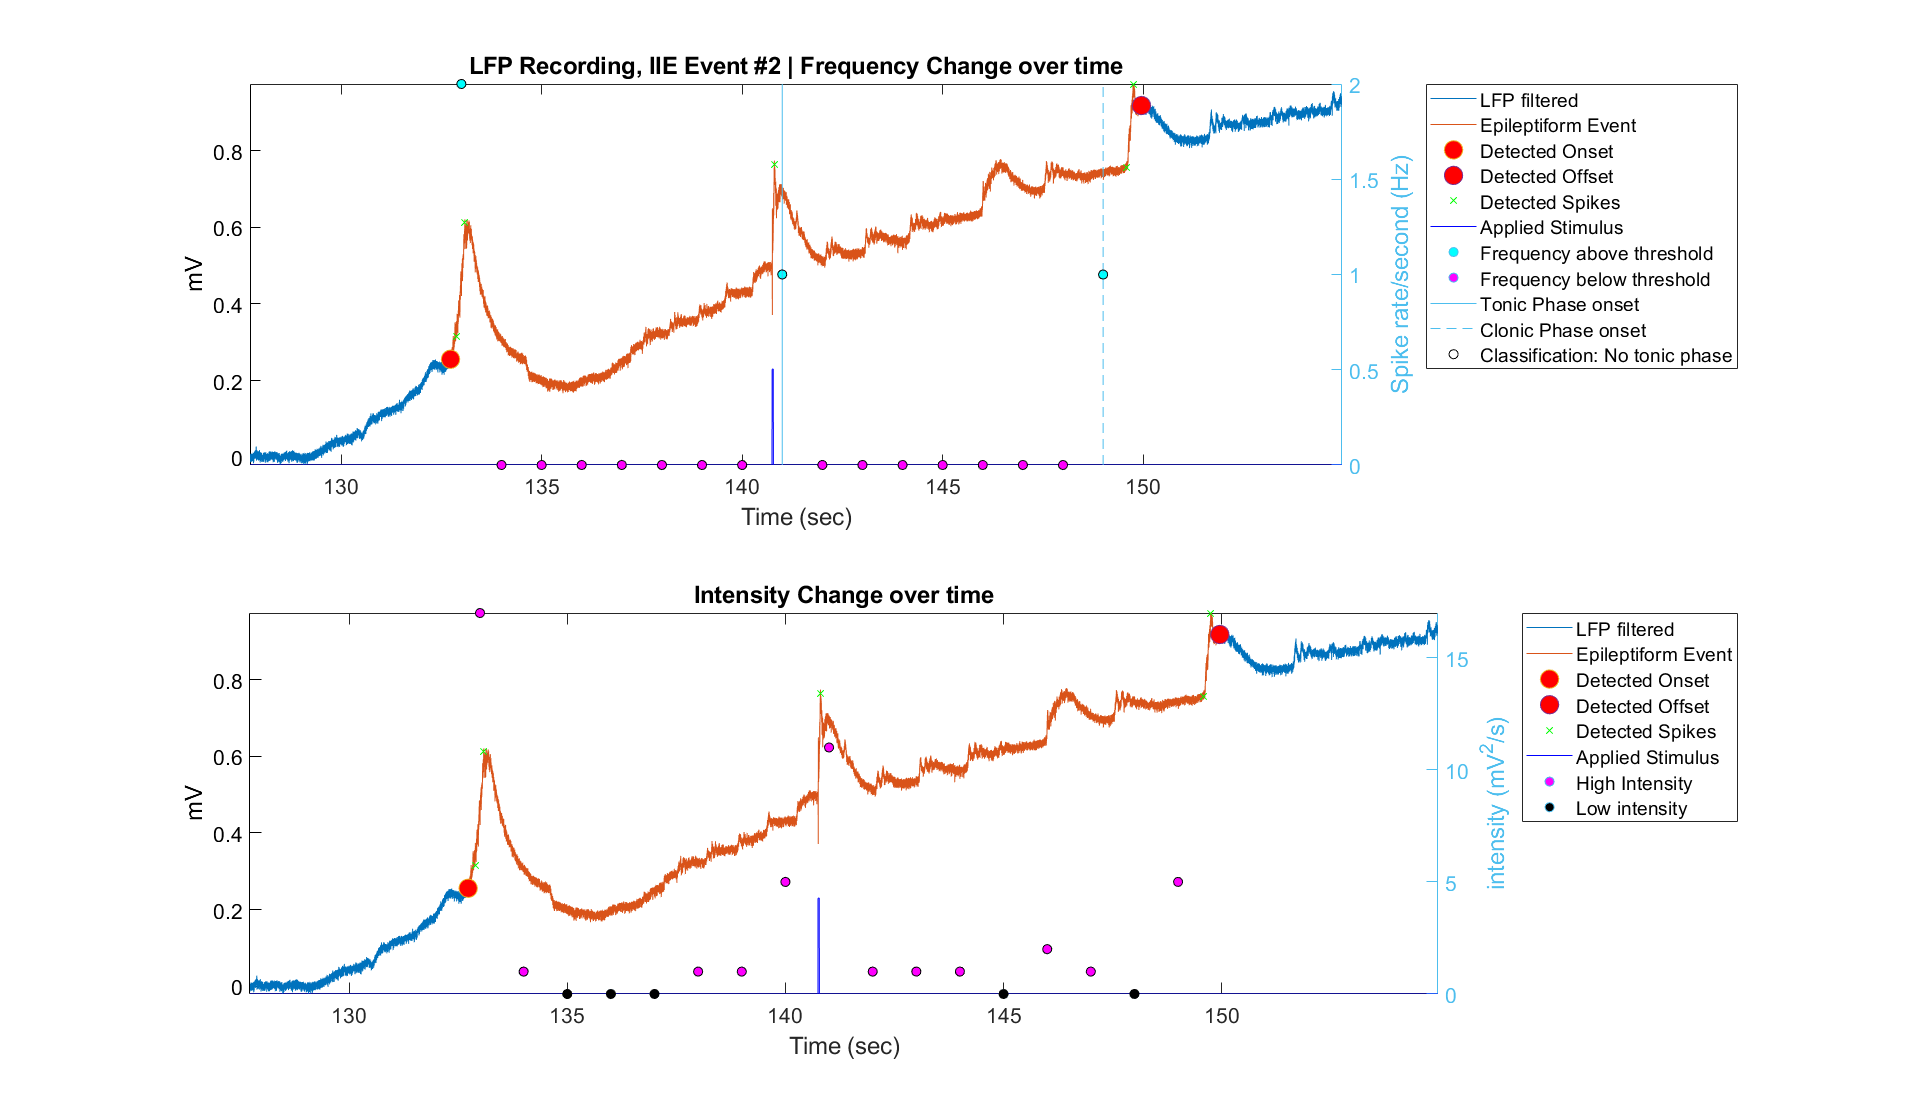 LFP Recording, IIE Event #2 | Frequency Change over time
mV
0.8
0.6
0.4
0.2
0
130
135
140
145
150
Time (sec)
2
1.5
1
0.5
0
Spike rate/second (Hz)
LFP filtered
Epileptiform Event
Detected Onset
Detected Offset
Detected Spikes
Applied Stimulus
Frequency above threshold
Frequency below threshold
Tonic Phase onset
Clonic Phase onset
Classification: No tonic phase
Intensity Change over time
mV
0.8
0.6
0.4
0.2
0
130
135
140
145
150
Time (sec)
15
10
5
0
intensity (mV²/s)
LFP filtered
Epileptiform Event
Detected Onset
Detected Offset
Detected Spikes
Applied Stimulus
High Intensity
Low intensity